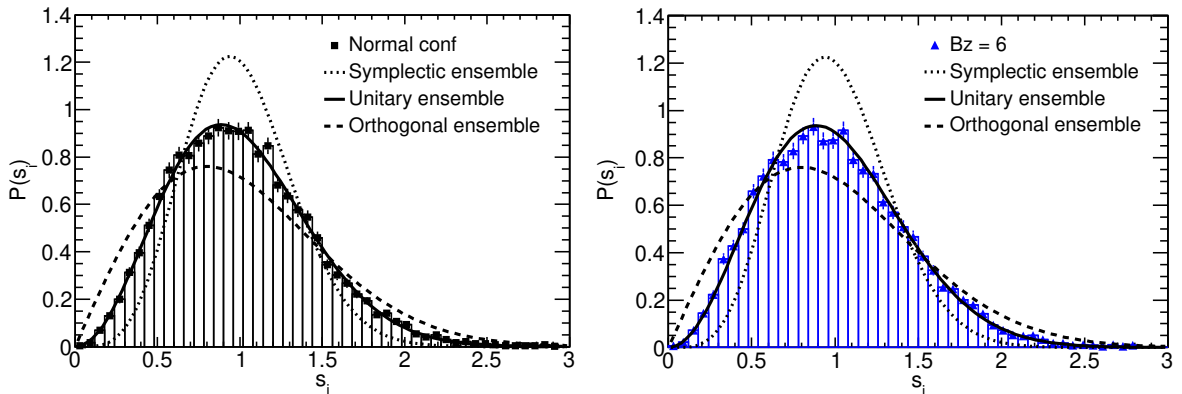 1.4
1.2
1
0.8
0.6
0.4
0.2
0
P(s_i)
Normal conf
Symplectic ensemble
Unitary ensemble
Orthogonal ensemble
0 0.5 1 1.5 2 2.5 3
s_i
1.4
1.2
1
0.8
0.6
0.4
0.2
0
P(s_i)
Bz = 6
Symplectic ensemble
Unitary ensemble
Orthogonal ensemble
0 0.5 1 1.5 2 2.5 3
s_i